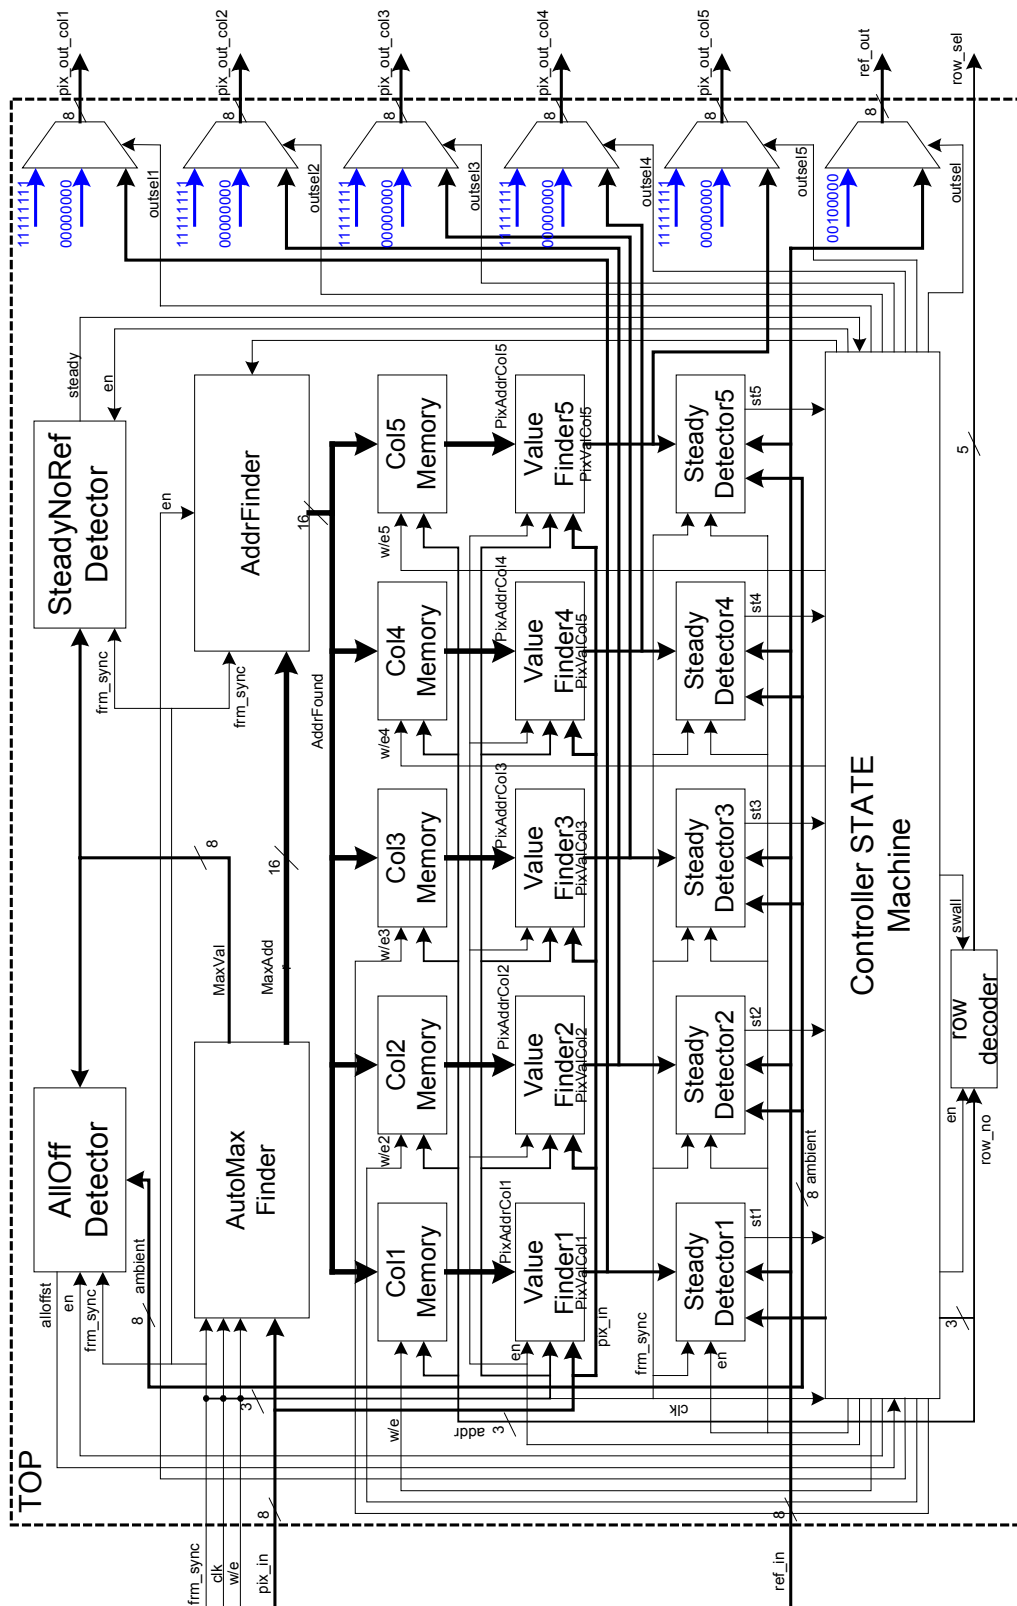 TOP
frm_sync
clk
w/e
pix_in
8
ref_in
8
pix_out_col1
pix_out_col2
pix_out_col3
pix_out_col4
pix_out_col5
ref_out
row_sel
8
8
8
8
8
8
11111111
00000000
outsel1
11111111
00000000
outsel2
11111111
00000000
outsel3
11111111
00000000
outsel4
11111111
00000000
outsel5
00100000
outsel
AllOff
Detector
alloffst
en
frm_sync
8
ambient
SteadyNoRef
Detector
steady
en
frm_sync
AutoMax
Finder
MaxVal
8
MaxAdd
16
AddrFinder
en
frm_sync
16
AddrFound
3
Col1
Memory
w/e
Col2
Memory
w/e2
Col3
Memory
w/e3
Col4
Memory
w/e4
Col5
Memory
w/e5
addr
3
PixAddrCol1
PixAddrCol2
PixAddrCol3
PixAddrCol4
PixAddrCol5
Value
Finder1
PixValCol1
en
pix_in
Value
Finder2
PixValCol2
Value
Finder3
PixValCol3
Value
Finder4
PixValCol5
Value
Finder5
PixValCol5
Steady
Detector1
frm_sync
en
st1
Steady
Detector2
st2
Steady
Detector3
st3
Steady
Detector4
st4
Steady
Detector5
st5
8
ambient
clk
Controller STATE
Machine
row
decoder
swall
en
row_no
3
5